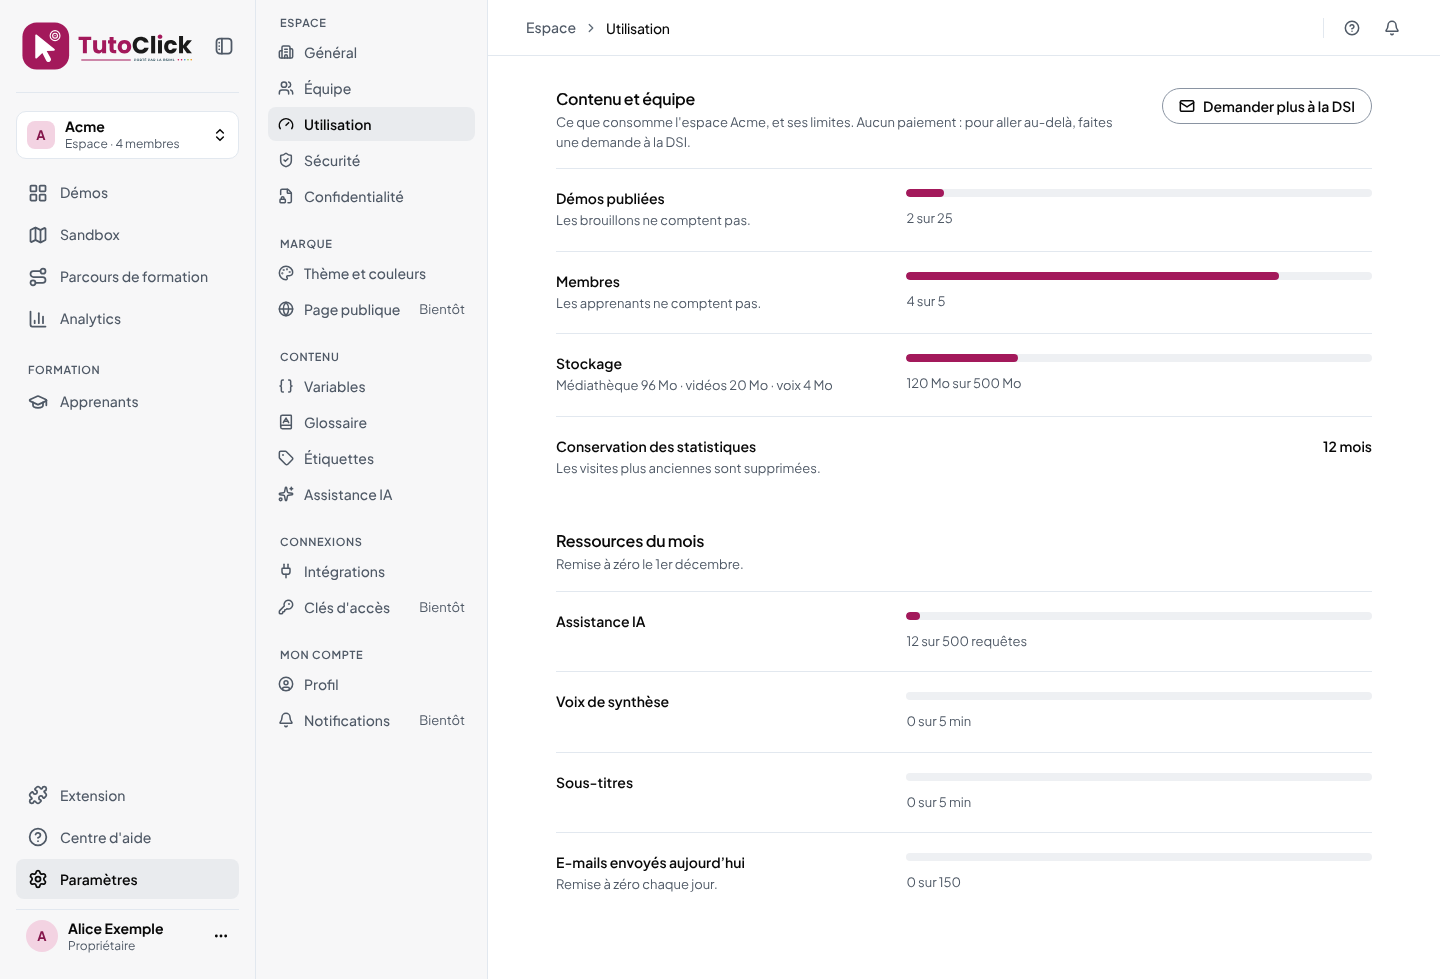 TutoClick
Acme
Espace · 4 membres
Démos
Sandbox
Parcours de formation
Analytics
FORMATION
Apprenants
Extension
Centre d'aide
Paramètres
A
Alice Exemple
Propriétaire
ESPACE
Général
Équipe
Utilisation
Sécurité
Confidentialité
MARQUE
Thème et couleurs
Page publique Bientôt
CONTENU
Variables
Glossaire
Étiquettes
Assistance IA
CONNEXIONS
Intégrations
Clés d'accès Bientôt
MON COMPTE
Profil
Notifications Bientôt
Espace > Utilisation
Contenu et équipe
Demander plus à la DSI
Ce que consomme l'espace Acme, et ses limites. Aucun paiement : pour aller au-delà, faites
une demande à la DSI.
Démos publiées
Les brouillons ne comptent pas.
2 sur 25
Membres
Les apprenants ne comptent pas.
4 sur 5
Stockage
Médiathèque 96 Mo · vidéos 20 Mo · voix 4 Mo
120 Mo sur 500 Mo
Conservation des statistiques
12 mois
Les visites plus anciennes sont supprimées.
Ressources du mois
Remise à zéro le 1er décembre.
Assistance IA
12 sur 500 requêtes
Voix de synthèse
0 sur 5 min
Sous-titres
0 sur 5 min
E-mails envoyés aujourd’hui
Remise à zéro chaque jour.
0 sur 150